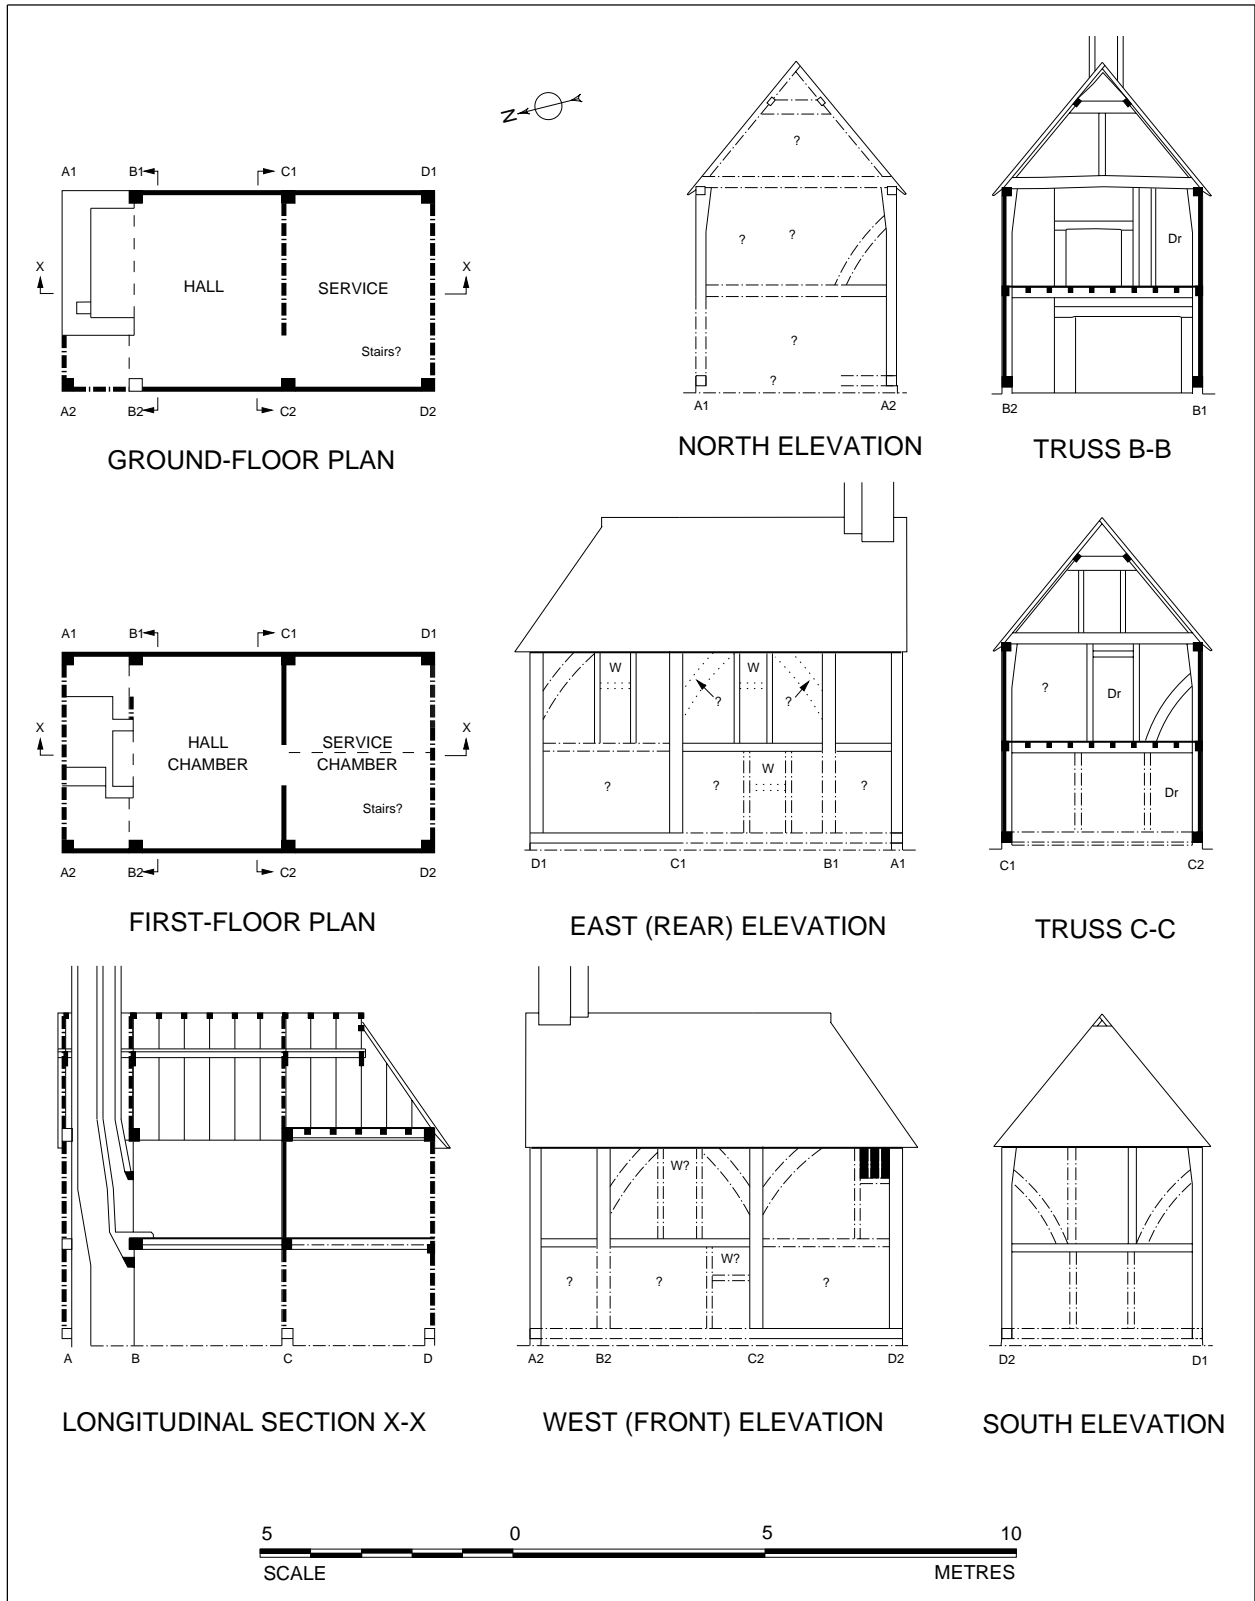 N
A1 B1 C1 D1
X X
HALL SERVICE
Stairs?
A2 B2 C2 D2
GROUND-FLOOR PLAN
?
? ?
?
?
A1 A2
NORTH ELEVATION
Dr
B2 B1
TRUSS B-B
A1 B1 C1 D1
X X
HALL
CHAMBER
SERVICE
CHAMBER
Stairs?
A2 B2 C2 D2
FIRST-FLOOR PLAN
W W
? ?
W
? ? ?
D1 C1 B1 A1
EAST (REAR) ELEVATION
? Dr
Dr
C1 C2
TRUSS C-C
A B C D
LONGITUDINAL SECTION X-X
W?
W?
? ? ?
A2 B2 C2 D2
WEST (FRONT) ELEVATION
D2 D1
SOUTH ELEVATION
5 0 5 10
SCALE METRES